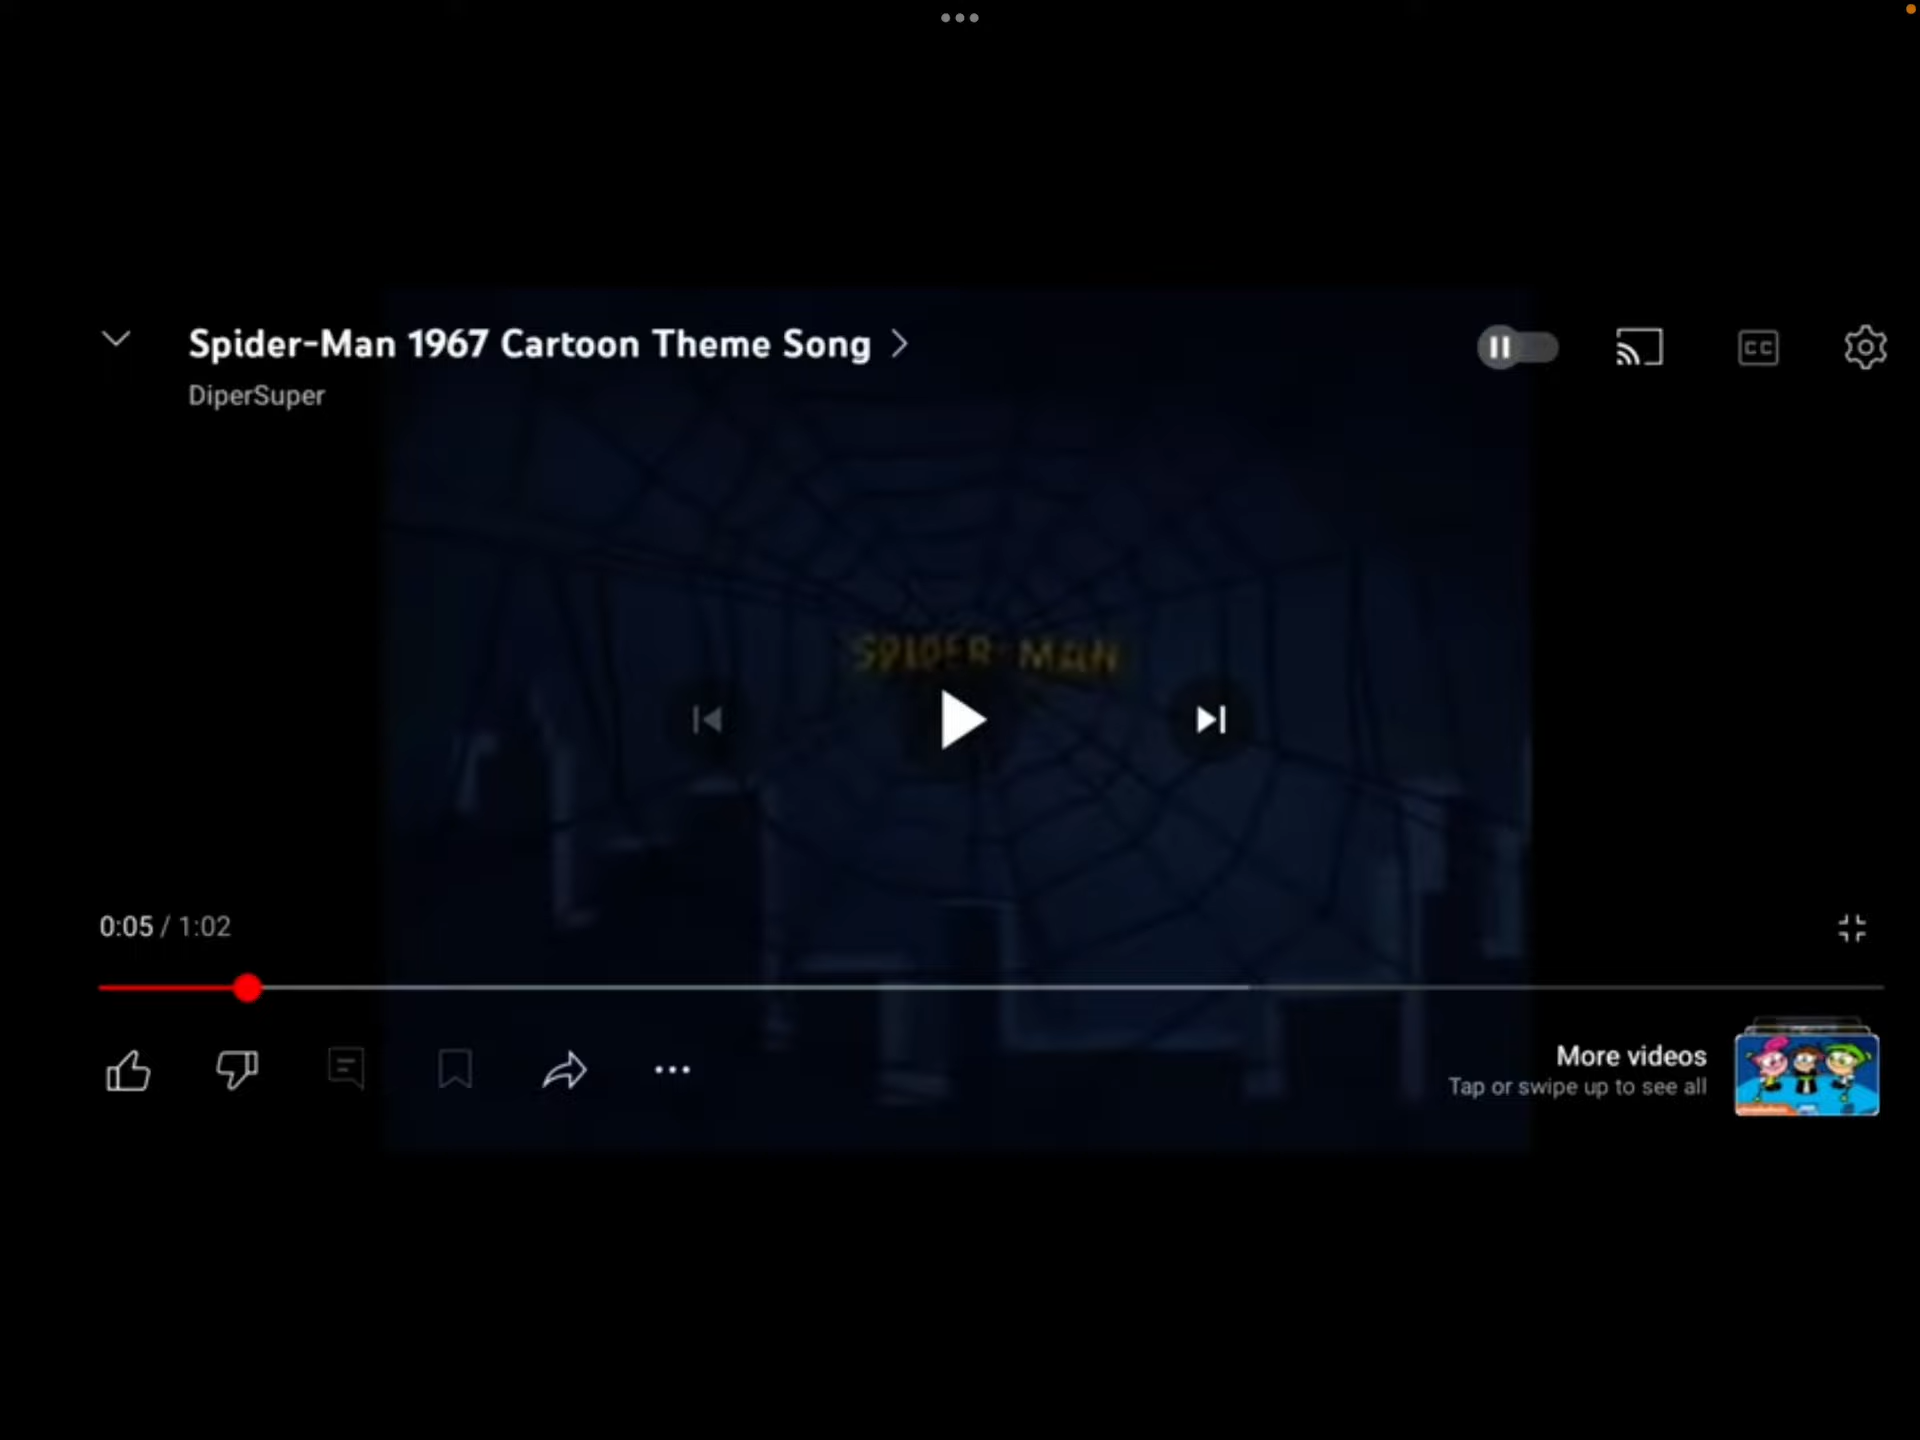 Spider-Man 1967 Cartoon Theme Song
DiperSuper
CC
SPIDER-MAN
0:05 / 1:02
More videos
Tap or swipe up to see all